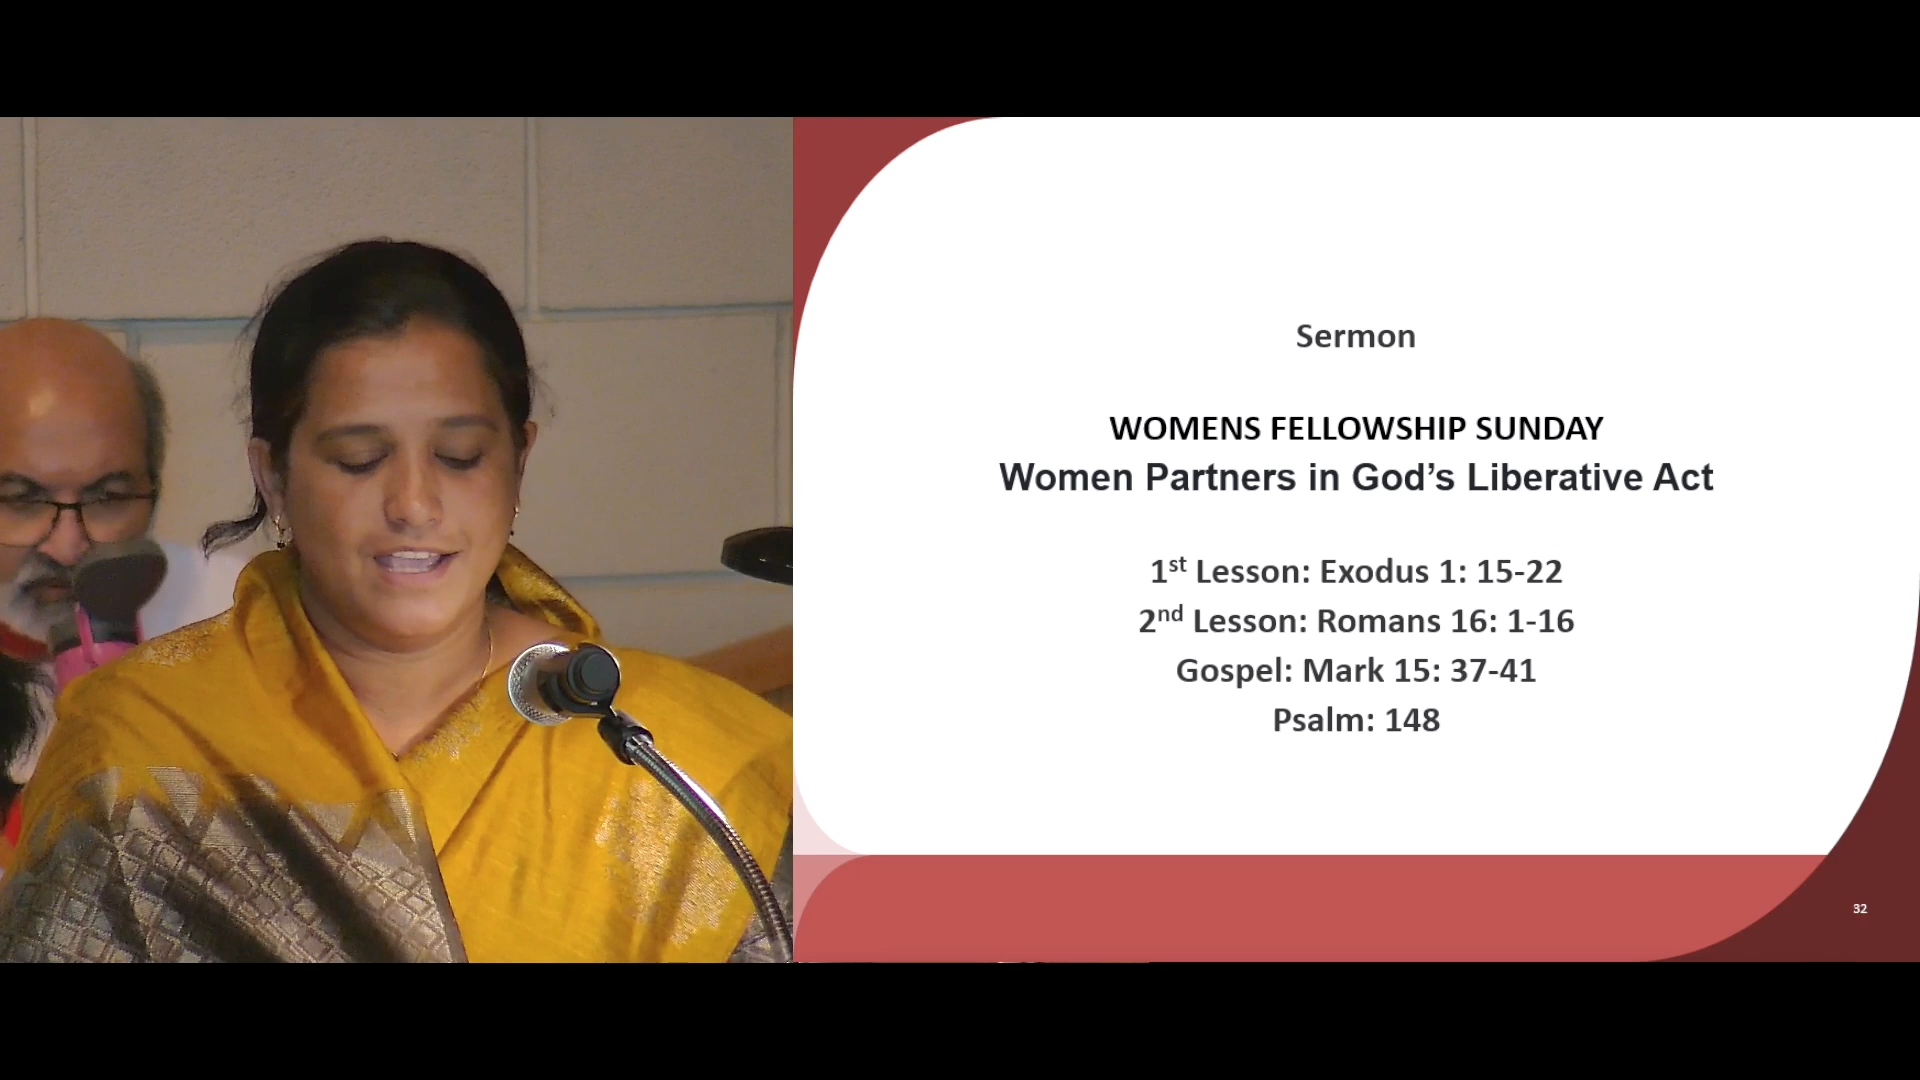 Sermon
WOMENS FELLOWSHIP SUNDAY
Women Partners in God’s Liberative Act
1st Lesson: Exodus 1: 15-22
2nd Lesson: Romans 16: 1-16
Gospel: Mark 15: 37-41
Psalm: 148
32